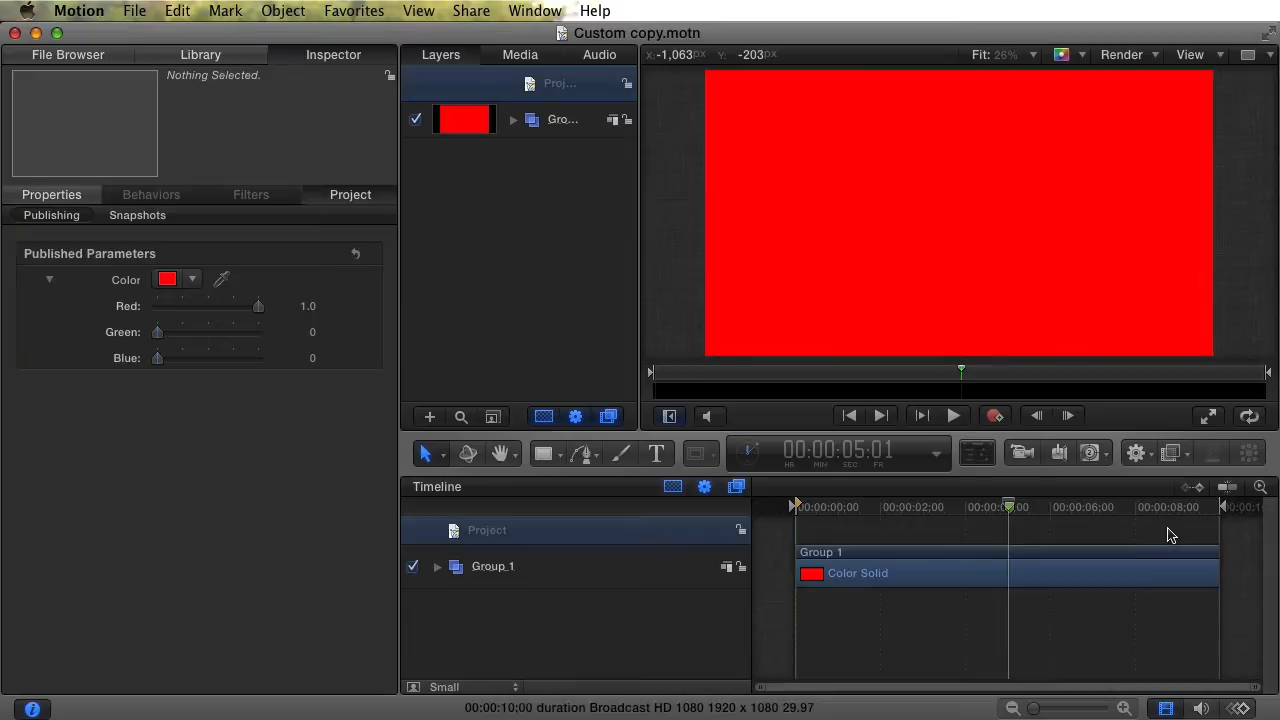 Motion File Edit Mark Object Favorites View Share Window Help
Custom copy.motn
File Browser Library Inspector
Layers Media Audio
X: -1,063px Y: -203px
Fit: 26% Render View
Nothing Selected.
Proj...
Gro...
Properties Behaviors Filters Project
Publishing Snapshots
Published Parameters
Color
Red: 1.0
Green: 0
Blue: 0
T
00:00:05:01
HR MIN SEC FR
Timeline
00:00:00;00 00:00:02;00 00:00:06;00 00:00:08;00
Project
Group 1
Group 1
Color Solid
Small
00:00:10;00 duration Broadcast HD 1080 1920 x 1080 29.97